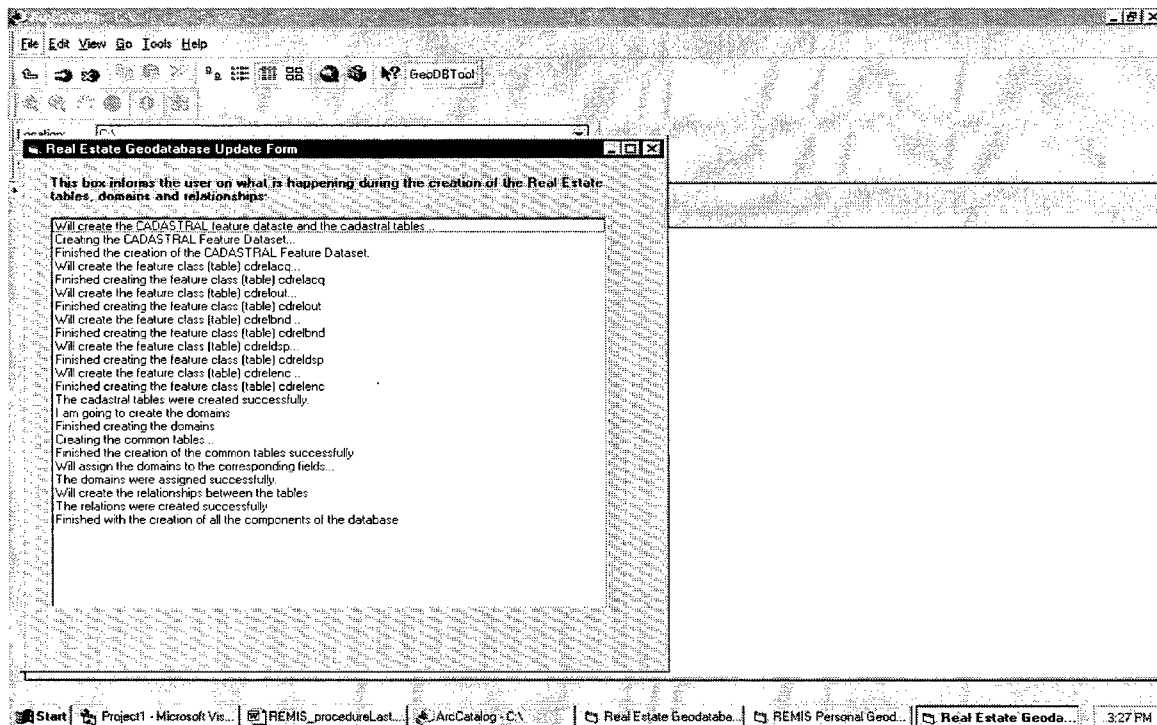 ArcCatalog - C:\
File Edit View Go Tools Help
GeoDBTool
Location: C:\
Real Estate Geodatabase Update Form
This box informs the user on what is happening during the creation of the Real Estate
tables, domains and relationships:
Will create the CADASTRAL feature dataste and the cadastral tables...
Creating the CADASTRAL Feature Dataset...
Finished the creation of the CADASTRAL Feature Dataset.
Will create the feature class (table) cdrelacq...
Finished creating the feature class (table) cdrelacq
Will create the feature class (table) cdrelout...
Finished creating the feature class (table) cdrelout
Will create the feature class (table) cdrelbnd...
Finished creating the feature class (table) cdrelbnd
Will create the feature class (table) cdreldsp...
Finished creating the feature class (table) cdreldsp
Will create the feature class (table) cdrelenc...
Finished creating the feature class (table) cdrelenc
The cadastral tables were created successfully.
I am going to create the domains
Finished creating the domains
Creating the common tables...
Finished the creation of the common tables successfully
Will assign the domains to the corresponding fields...
The domains were assigned successfully.
Will create the relationships between the tables
The relations were created successfully
Finished with the creation of all the components of the database
Start Project1 - Microsoft Vis... REMIS_procedureLast... ArcCatalog - C:\ Real Estate Geodataba... REMIS Personal Geod... Real Estate Geoda... 3:27 PM